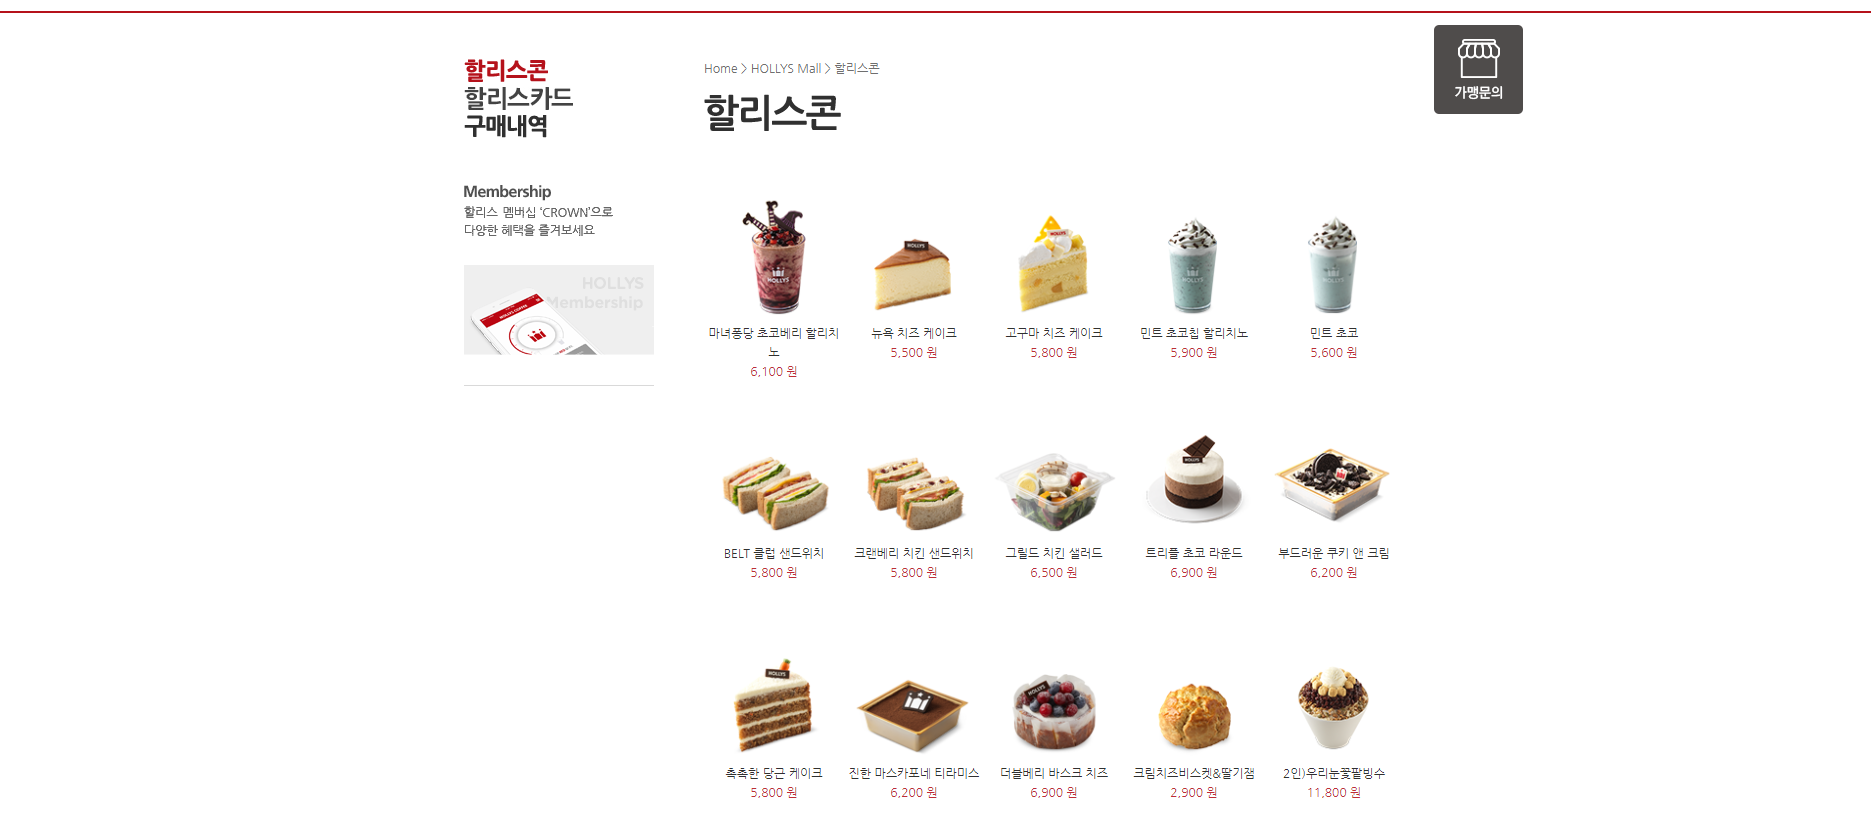 할리스콘
할리스카드
구매내역
Membership
할리스 멤버십 ‘CROWN’으로
다양한 혜택을 즐겨보세요
HOLLYS
Membership
HOLLYS COFFEE
Home > HOLLYS Mall > 할리스콘
할리스콘
가맹문의
HOLLYS
HOLLYS
HOLLYS
HOLLYS
HOLLYS
마녀퐁당 초코베리 할리치
노
6,100 원
뉴욕 치즈 케이크
5,500 원
고구마 치즈 케이크
5,800 원
민트 초코칩 할리치노
5,900 원
민트 초코
5,600 원
HOLLYS
BELT 클럽 샌드위치
5,800 원
크랜베리 치킨 샌드위치
5,800 원
그릴드 치킨 샐러드
6,500 원
트리플 초코 라운드
6,900 원
부드러운 쿠키 앤 크림
6,200 원
HOLLYS
HOLLYS
촉촉한 당근 케이크
5,800 원
진한 마스카포네 티라미스
6,200 원
더블베리 바스크 치즈
6,900 원
크림치즈비스켓&딸기잼
2,900 원
2인)우리눈꽃팥빙수
11,800 원